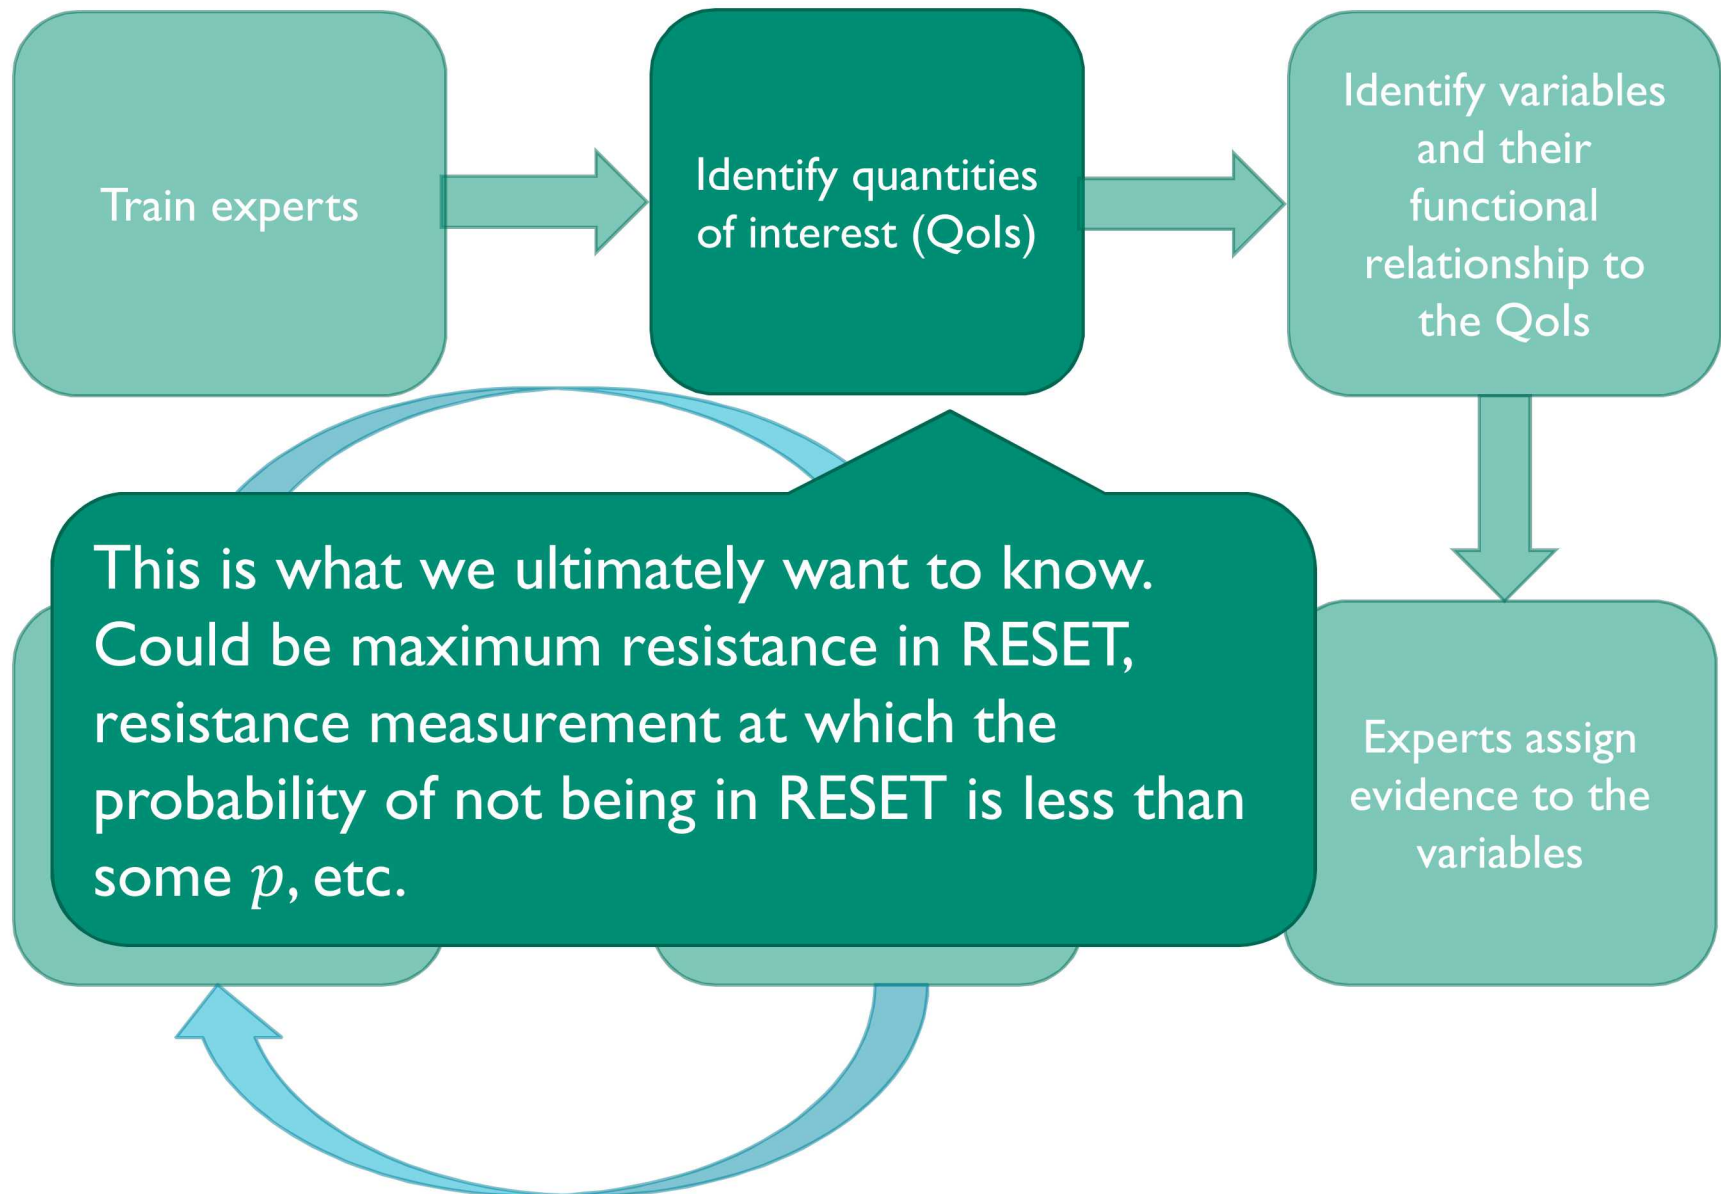 Train experts
Identify quantities
of interest (QoIs)
Identify variables
and their
functional
relationship to
the QoIs
This is what we ultimately want to know.
Could be maximum resistance in RESET,
resistance measurement at which the
probability of not being in RESET is less than
some p, etc.
Experts assign
evidence to the
variables